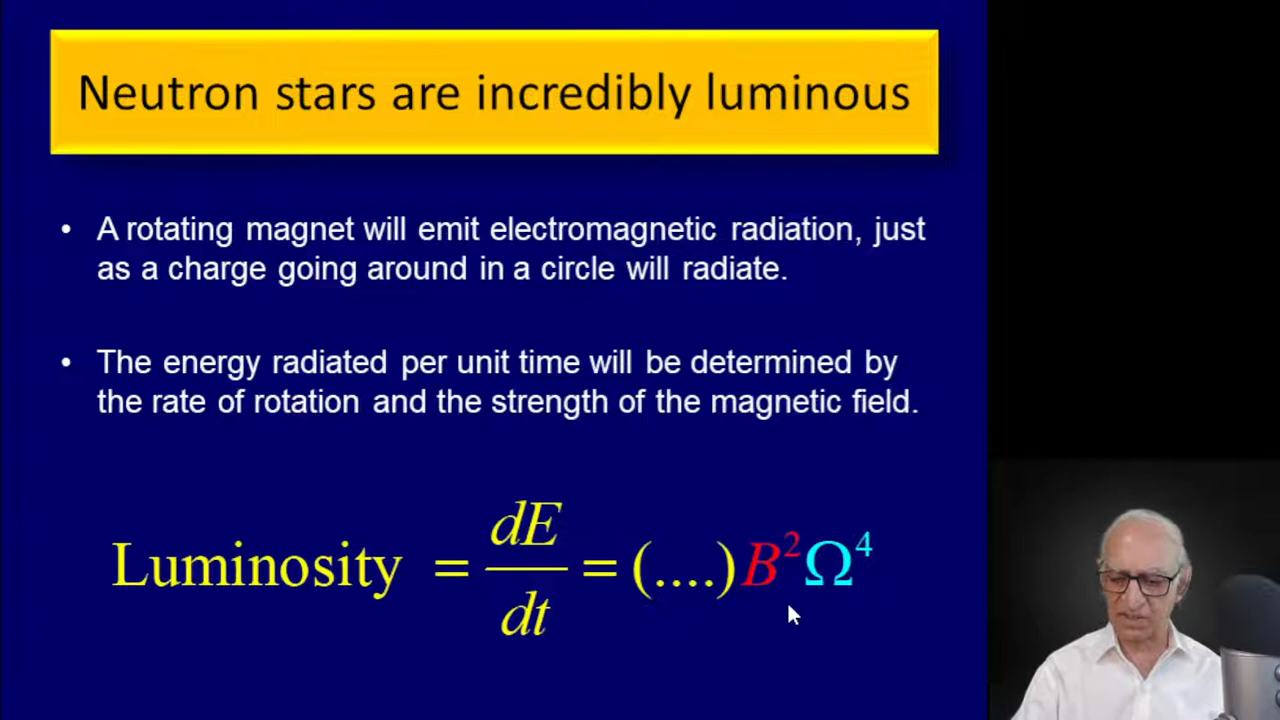 Neutron stars are incredibly luminous
• A rotating magnet will emit electromagnetic radiation, just
as a charge going around in a circle will radiate.
• The energy radiated per unit time will be determined by
the rate of rotation and the strength of the magnetic field.
Luminosity = dE/dt = (....) B² Ω⁴